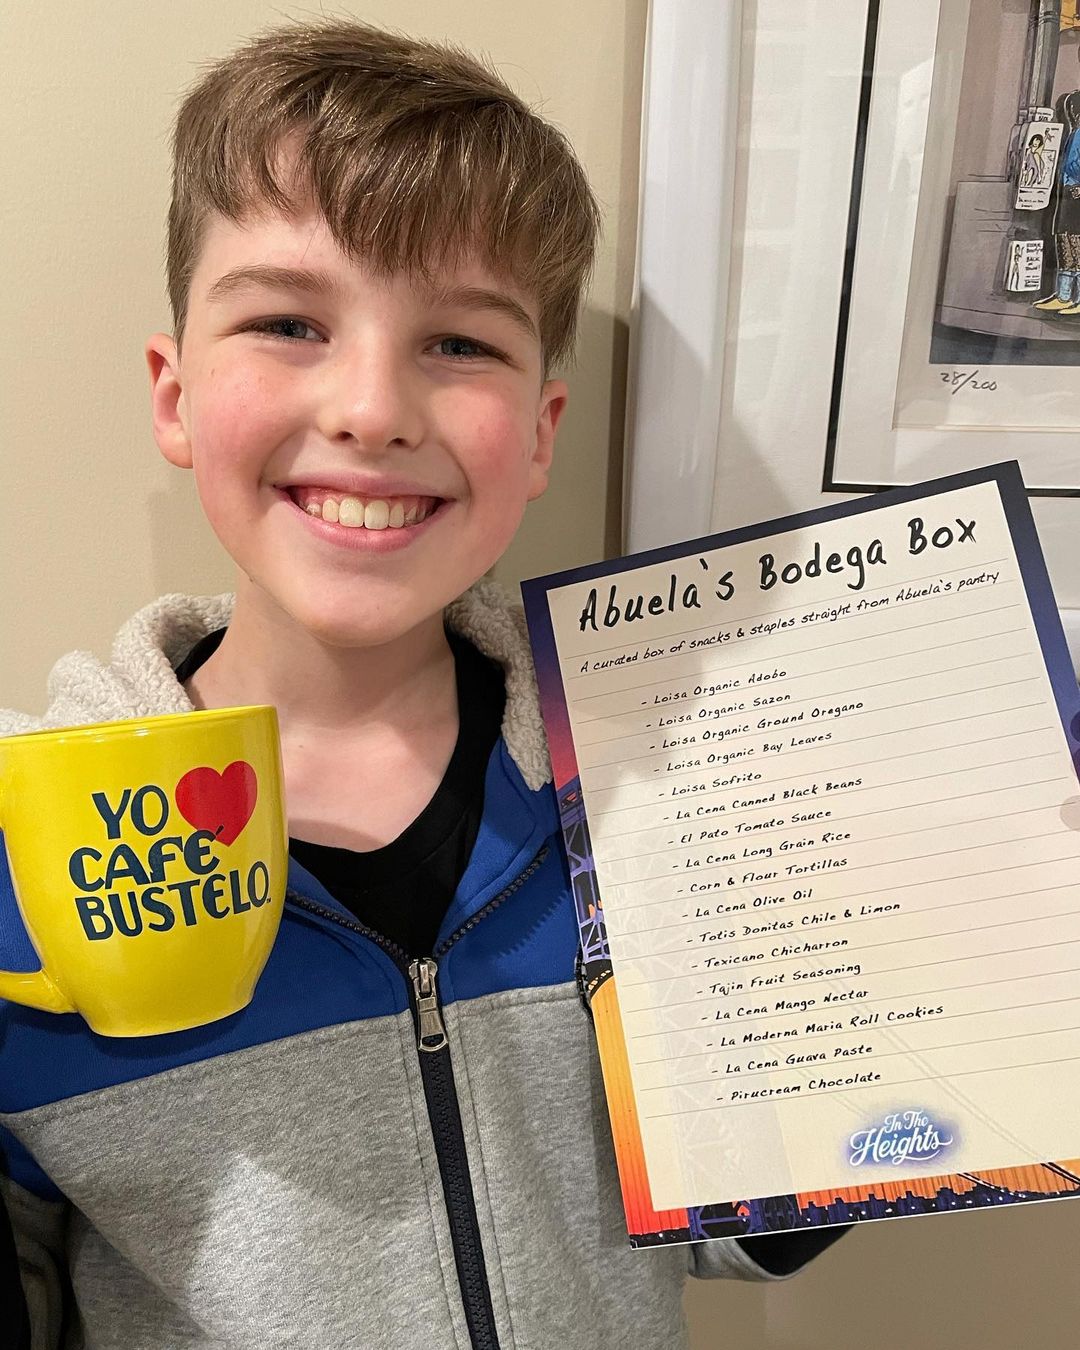 28/200
Abuela's Bodega Box
A curated box of snacks & staples straight from Abuela's pantry
- Loisa Organic Adobo
- Loisa Organic Sazon
- Loisa Organic Ground Oregano
- Loisa Organic Bay Leaves
- Loisa Sofrito
- La Cena Canned Black Beans
- El Pato Tomato Sauce
- La Cena Long Grain Rice
- Corn & Flour Tortillas
- La Cena Olive Oil
- Totis Donitas Chile & Limon
- Texicano Chicharron
- Tajin Fruit Seasoning
- La Cena Mango Nectar
- La Moderna Maria Roll Cookies
- La Cena Guava Paste
- Pirucream Chocolate
In The
Heights
YO
CAFÉ
BUSTELO